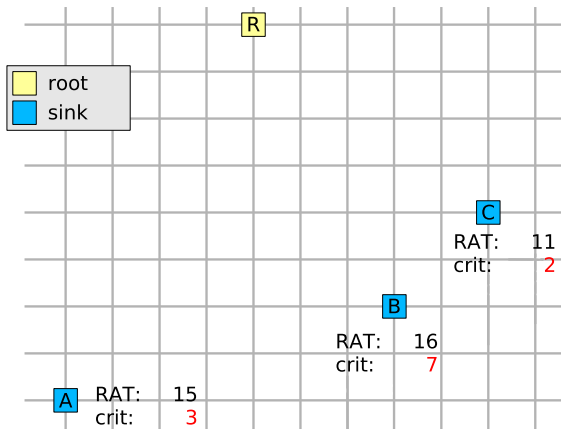 R
root
sink
C
RAT: 11
crit: 2
B
RAT: 16
crit: 7
A
RAT: 15
crit: 3